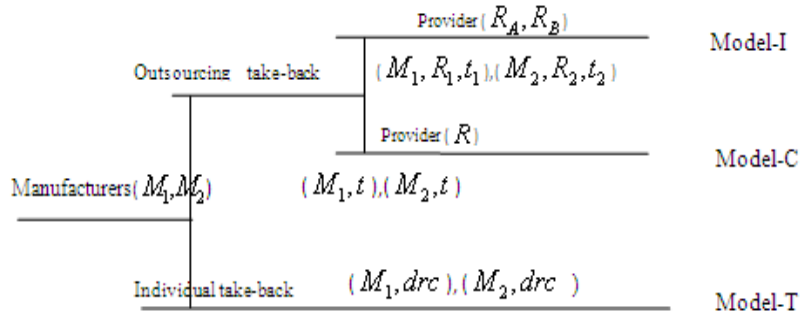 Provider( R_A, R_B )
Model-I
Outsourcing take-back
( M_1, R_1, t_1 ),( M_2, R_2, t_2 )
Provider( R )
Model-C
Manufacturers( M_1, M_2 )
( M_1, t ),( M_2, t )
Individual take-back
( M_1, drc ),( M_2, drc )
Model-T